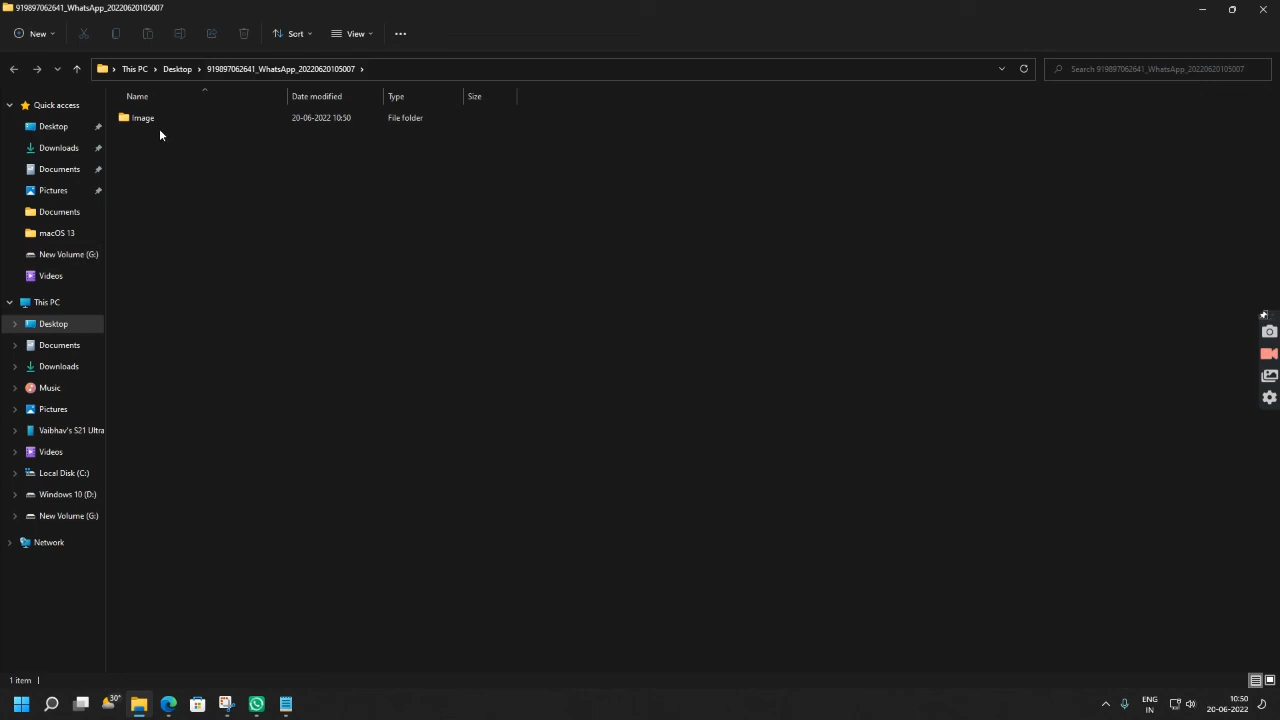 919897062641_WhatsApp_20220620105007
New
Sort
View
This PC > Desktop > 919897062641_WhatsApp_20220620105007 >
Search 919897062641_WhatsApp_20220620105007
Name
Date modified
Type
Size
Image
20-06-2022 10:50
File folder
Quick access
Desktop
Downloads
Documents
Pictures
Documents
macOS 13
New Volume (G:)
Videos
This PC
Desktop
Documents
Downloads
Music
Pictures
Vaibhav's S21 Ultra
Videos
Local Disk (C:)
Windows 10 (D:)
New Volume (G:)
Network
1 item
30°
ENG
IN
10:50
20-06-2022